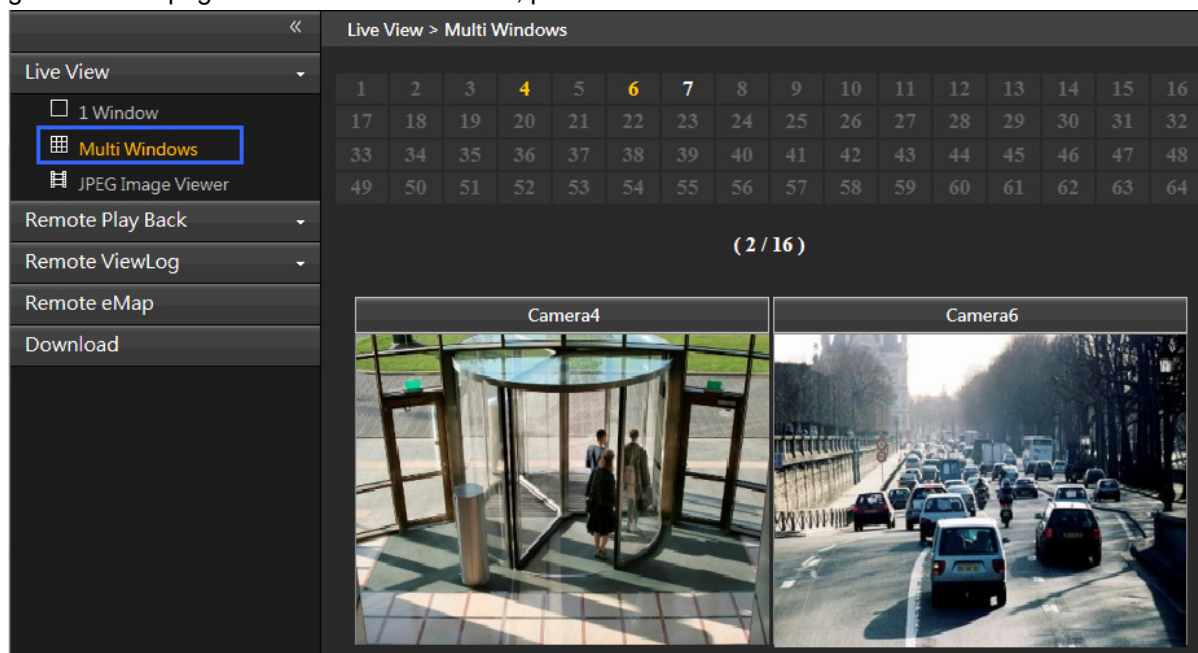 «
Live View > Multi Windows
Live View
1 Window
Multi Windows
JPEG Image Viewer
Remote Play Back
Remote ViewLog
Remote eMap
Download
1 2 3 4 5 6 7 8 9 10 11 12 13 14 15 16
17 18 19 20 21 22 23 24 25 26 27 28 29 30 31 32
33 34 35 36 37 38 39 40 41 42 43 44 45 46 47 48
49 50 51 52 53 54 55 56 57 58 59 60 61 62 63 64
( 2 / 16 )
Camera4
Camera6